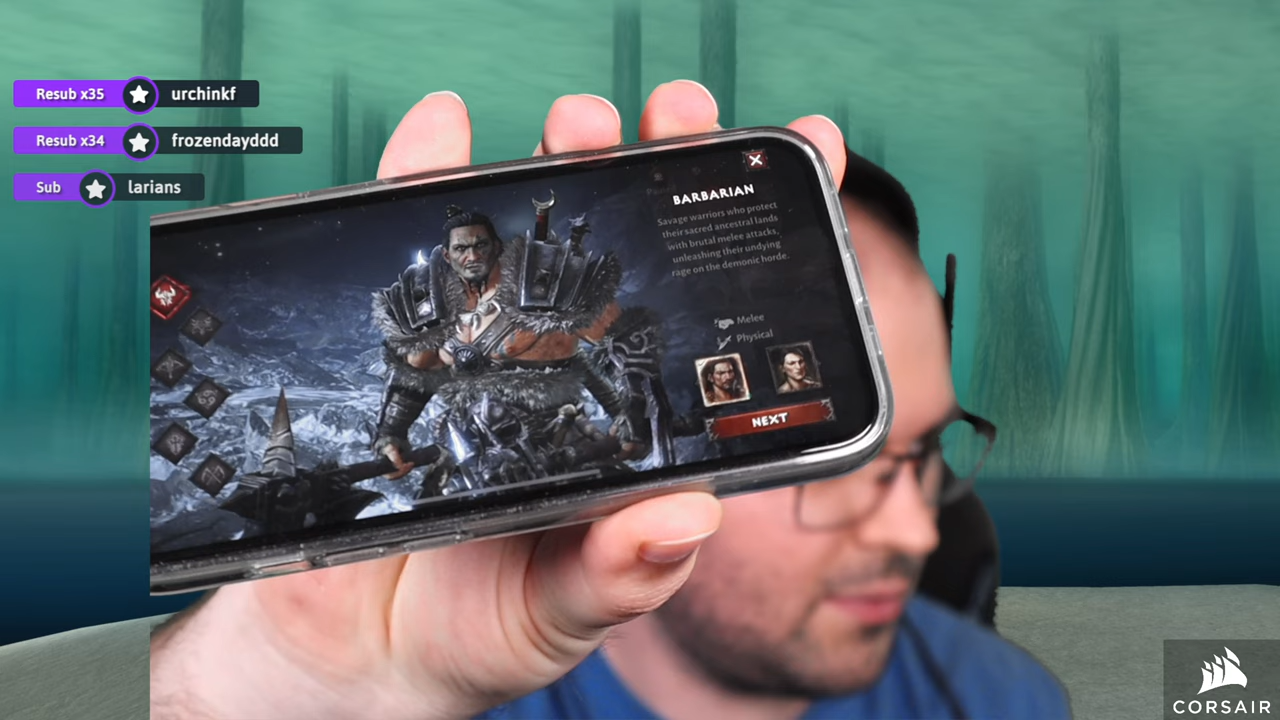 Resub x35 urchinkf
Resub x34 frozendayddd
Sub larians
BARBARIAN
Savage warriors who protect
their sacred ancestral lands
with brutal melee attacks,
unleashing their undying
rage on the demonic horde.
Melee
Physical
NEXT
CORSAIR